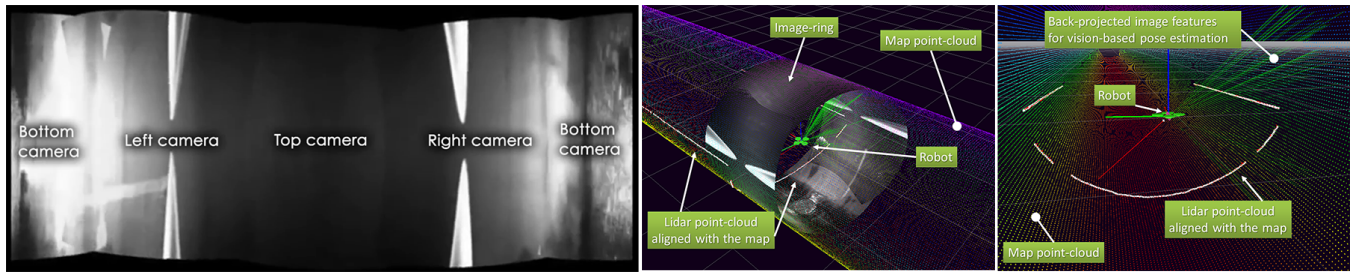 Bottom
camera
Left camera
Top camera
Right camera
Bottom
camera
Image-ring
Map point-cloud
Robot
Lidar point-cloud
aligned with the map
Back-projected image features
for vision-based pose estimation
Robot
Lidar point-cloud
aligned with the map
Map point-cloud